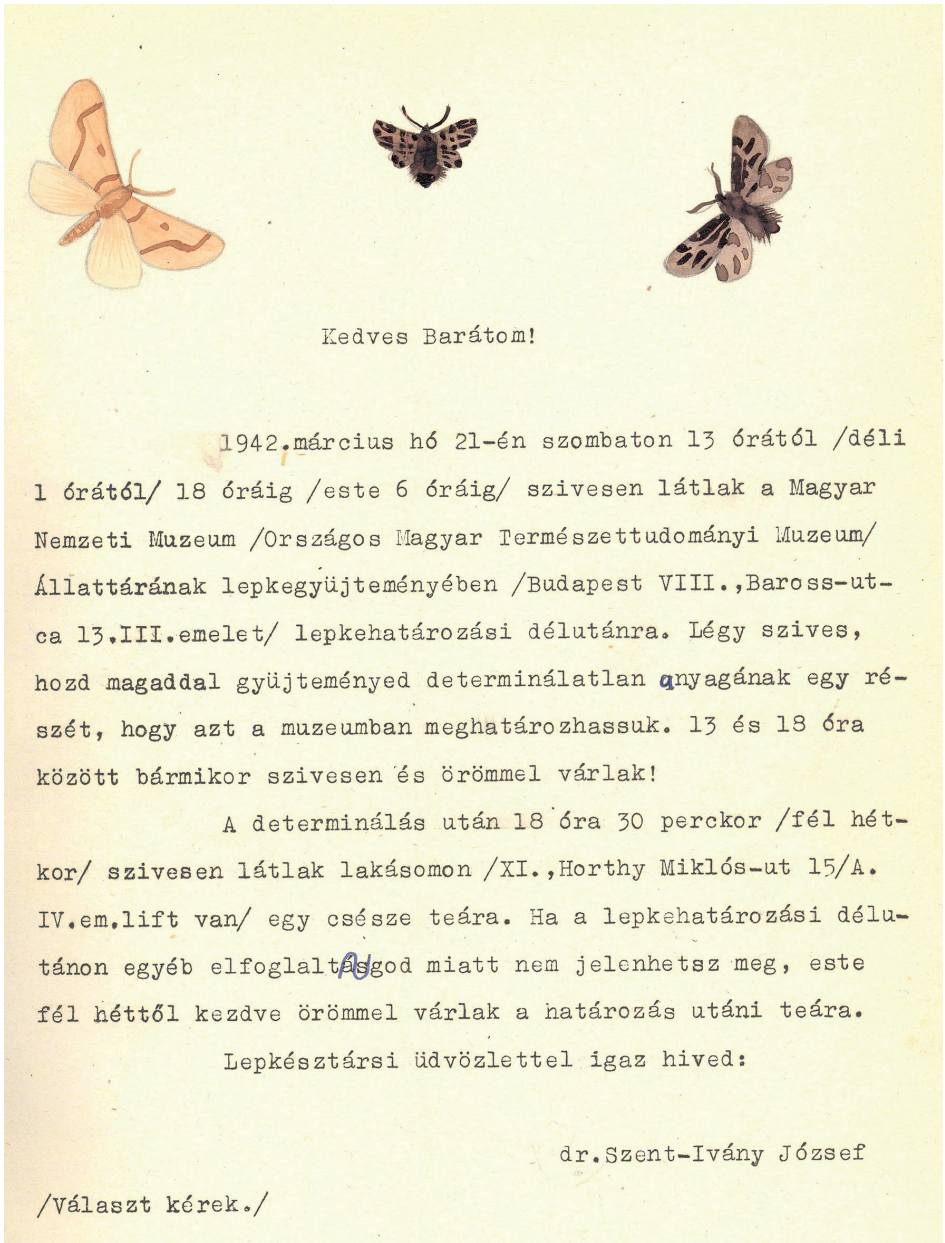 Kedves Barátom!
1942.március hó 21-én szombaton 13 órától /déli
1 órától/ 18 óráig /este 6 óráig/ szivesen látlak a Magyar
Nemzeti Muzeum /Országos Magyar Természettudományi Muzeum/
Állattárának lepkegyüjteményében /Budapest VIII.,Baross-ut-
ca 13.III.emelet/ lepkehatározási délutánra. Légy szives,
hozd magaddal gyüjteményed determinálatlan anyagának egy ré-
szét, hogy azt a muzeumban meghatározhassuk. 13 és 18 óra
között bármikor szivesen és örömmel várlak!
A determinálás után 18 óra 30 perckor /fél hét-
kor/ szivesen látlak lakásomon /XI.,Horthy Miklós-ut 15/A.
IV.em.lift van/ egy csésze teára. Ha a lepkehatározási délu-
tánon egyéb elfoglaltásgod miatt nem jelenhetsz meg, este
fél héttől kezdve örömmel várlak a határozás utáni teára.
Lepkésztársi üdvözlettel igaz hived:
dr.Szent-Ivány József
/Választ kérek./